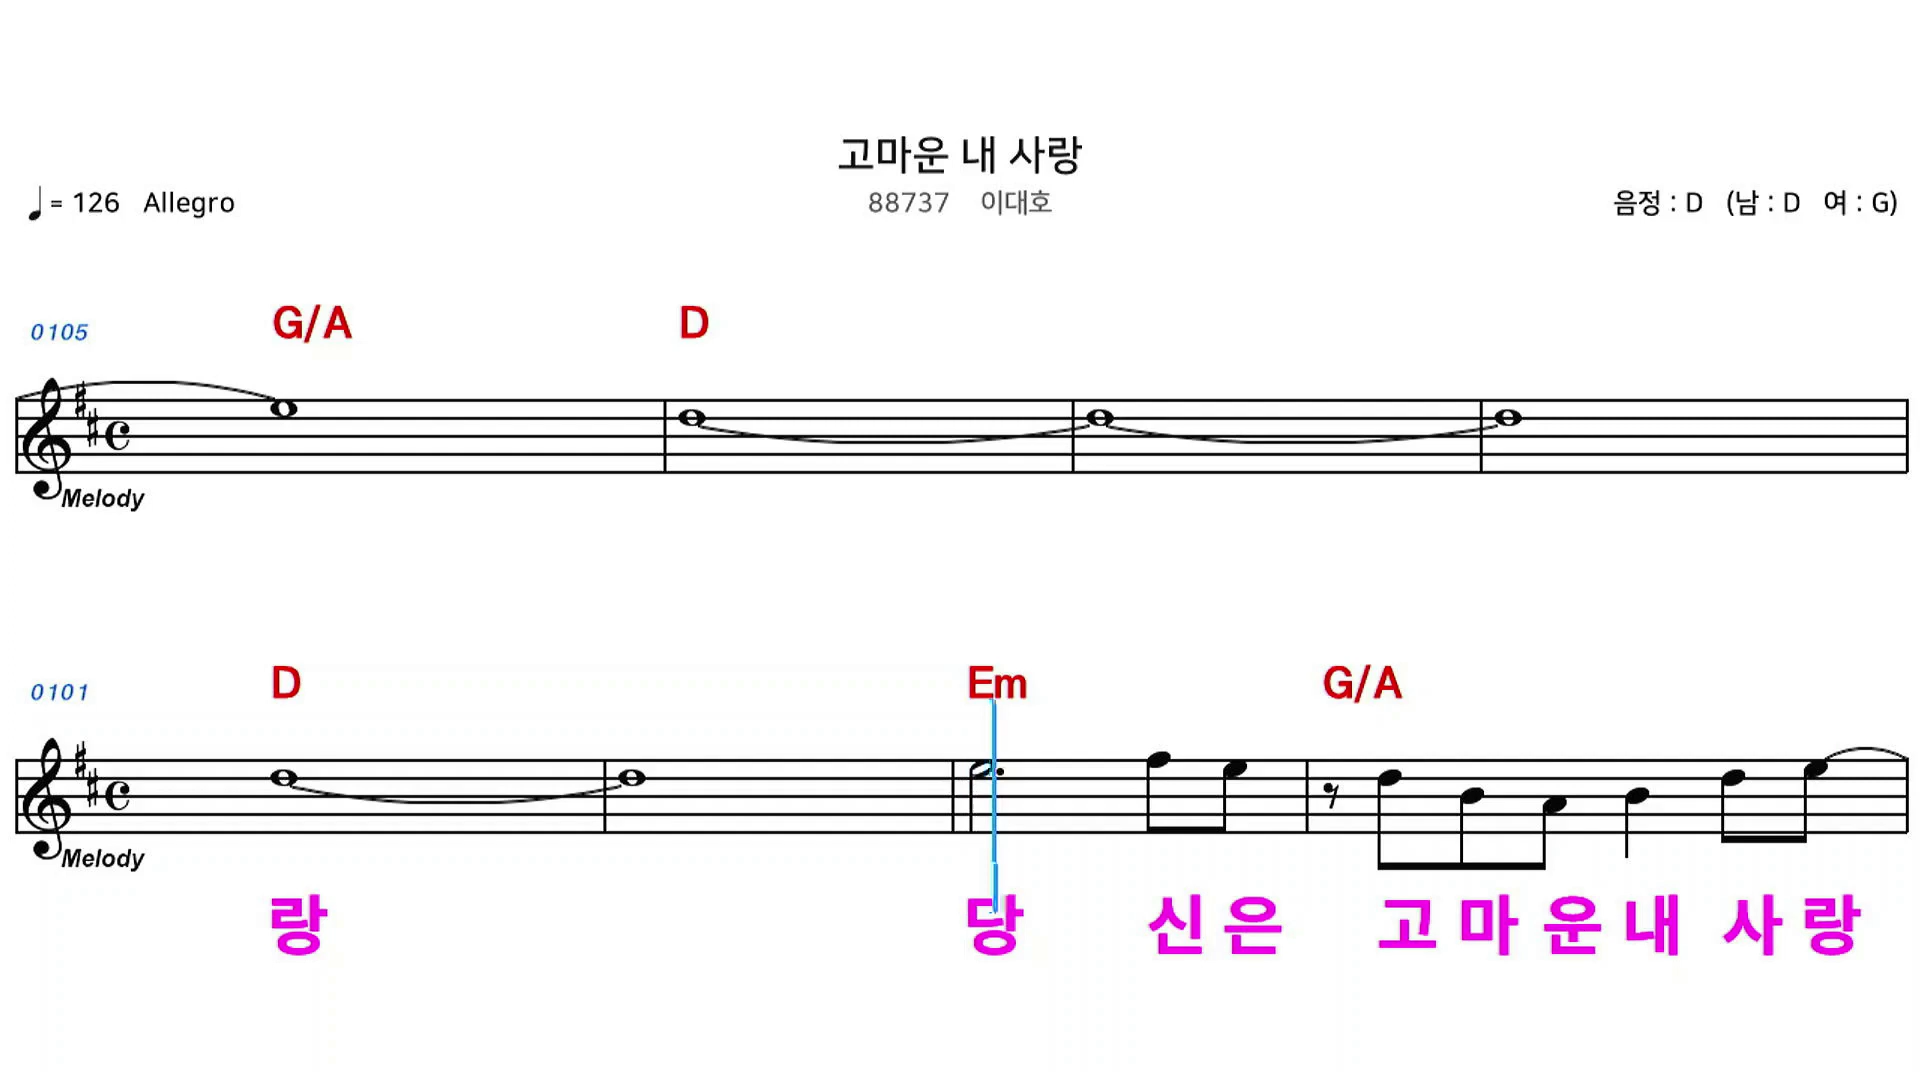 고마운 내 사랑
= 126 Allegro
88737 이대호
음정 : D (남 : D 여 : G)
0105
G/A D
Melody
0101
D Em G/A
Melody
랑 당 신 은 고 마 운 내 사 랑